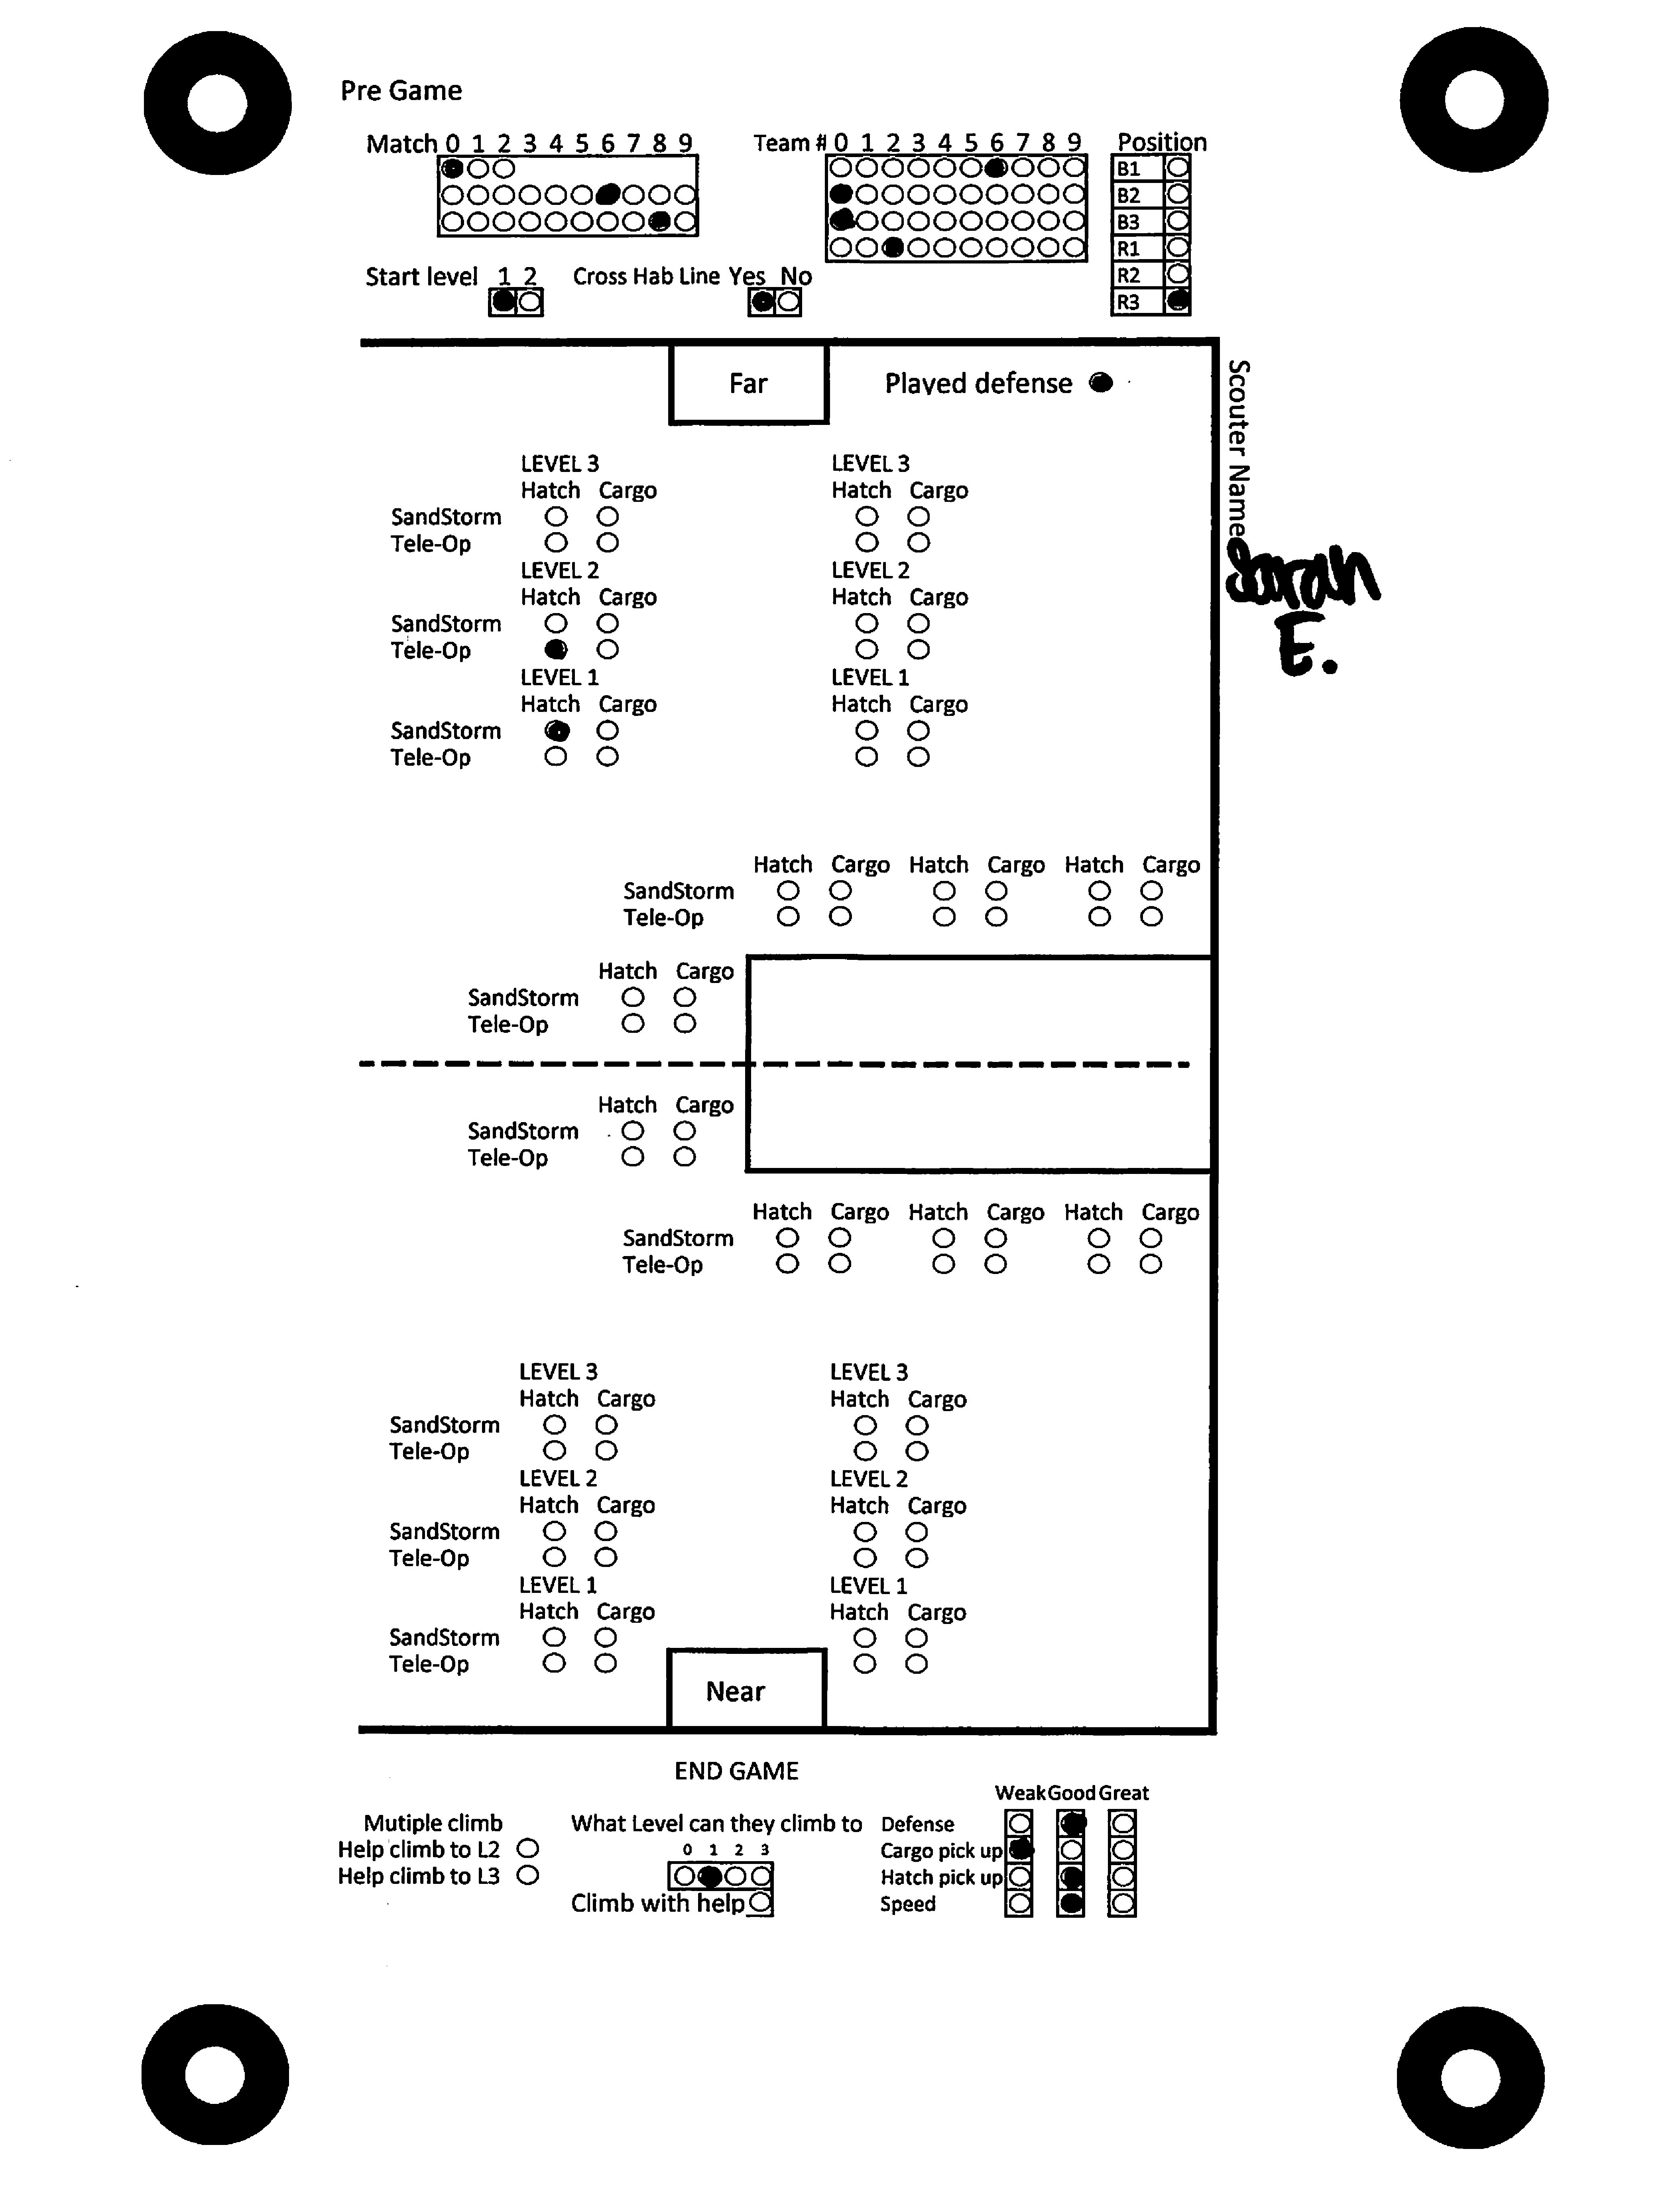 Pre Game
Match 0 1 2 3 4 5 6 7 8 9
Team # 0 1 2 3 4 5 6 7 8 9
Position
B1
B2
B3
R1
R2
R3
Start level 1 2
Cross Hab Line Yes No
Far
Played defense
Scouter Name
Sarah
E.
LEVEL 3 LEVEL 3
Hatch Cargo Hatch Cargo
SandStorm
Tele-Op
LEVEL 2 LEVEL 2
Hatch Cargo Hatch Cargo
SandStorm
Tele-Op
LEVEL 1 LEVEL 1
Hatch Cargo Hatch Cargo
SandStorm
Tele-Op
Hatch Cargo Hatch Cargo Hatch Cargo
SandStorm
Tele-Op
Hatch Cargo
SandStorm
Tele-Op
Hatch Cargo
SandStorm
Tele-Op
Hatch Cargo Hatch Cargo Hatch Cargo
SandStorm
Tele-Op
LEVEL 3 LEVEL 3
Hatch Cargo Hatch Cargo
SandStorm
Tele-Op
LEVEL 2 LEVEL 2
Hatch Cargo Hatch Cargo
SandStorm
Tele-Op
LEVEL 1 LEVEL 1
Hatch Cargo Hatch Cargo
SandStorm
Tele-Op
Near
END GAME
Mutiple climb
Help climb to L2
Help climb to L3
What Level can they climb to
0 1 2 3
Climb with help
Weak Good Great
Defense
Cargo pick up
Hatch pick up
Speed